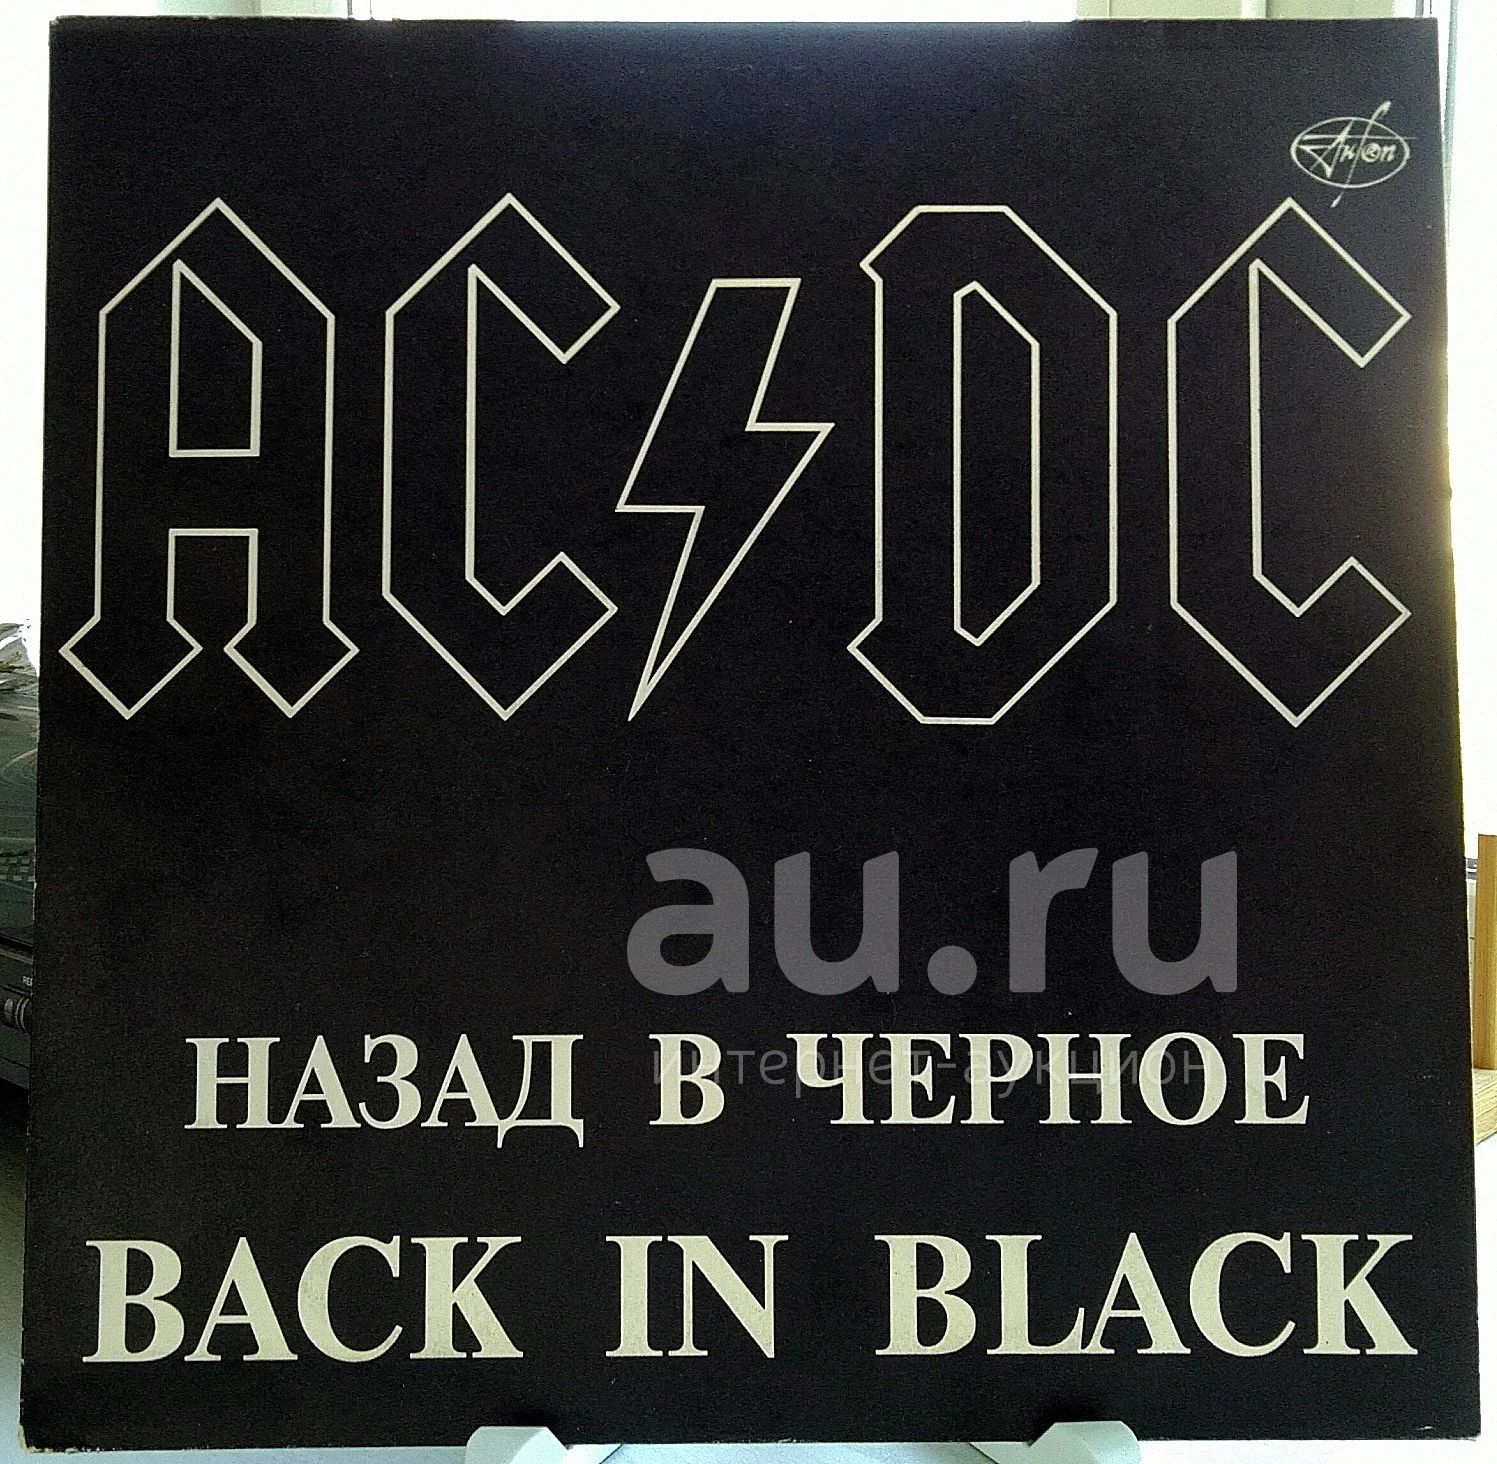 AC⚡DC
au.ru
НАЗАД В ЧЕРНОЕ
интернет-аукцион
BACK IN BLACK